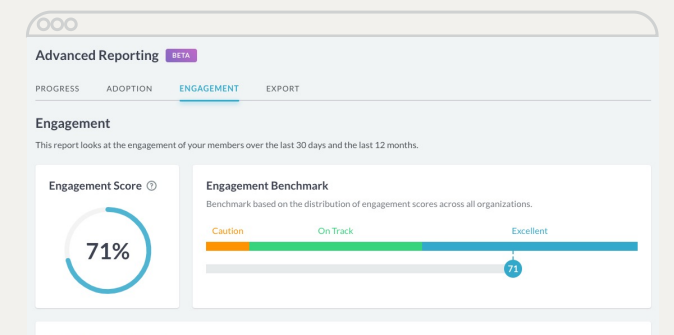 Advanced Reporting BETA
PROGRESS ADOPTION ENGAGEMENT EXPORT
Engagement
This report looks at the engagement of your members over the last 30 days and the last 12 months.
Engagement Score ?
71%
Engagement Benchmark
Benchmark based on the distribution of engagement scores across all organizations.
Caution On Track Excellent
71